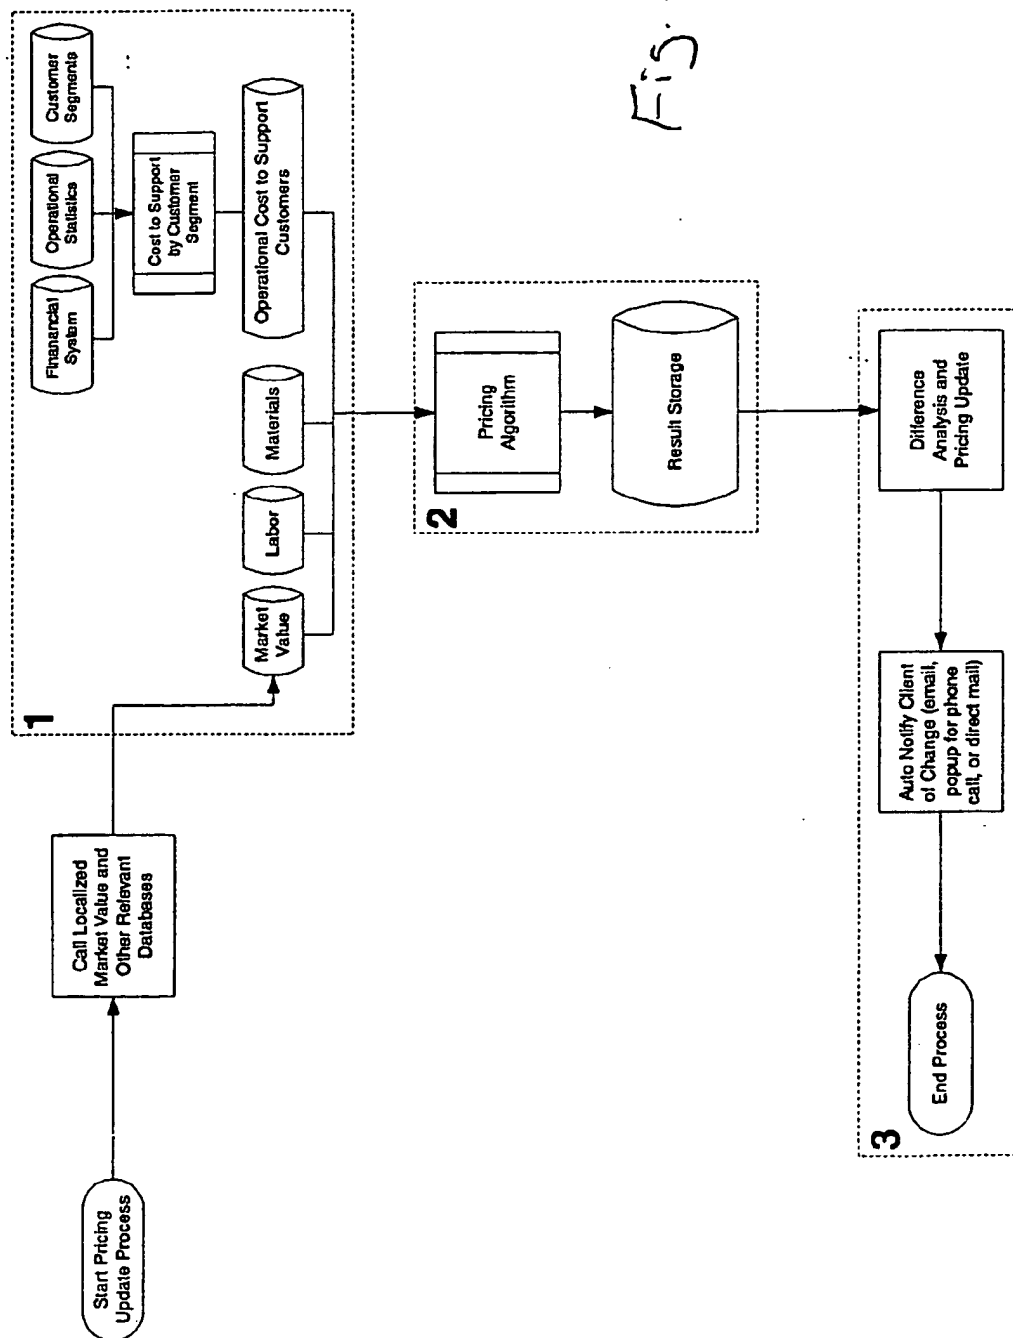 Start Pricing
Update Process
Call Localized
Market Value and
Other Relevant
Databases
1
Finanancial
System
Operational
Statistics
Customer
Segments
Cost to Support
by Customer
Segment
Market
Value
Labor
Materials
Operational Cost to Support
Customers
2
Pricing
Algorithm
Result Storage
3
Difference
Analysis and
Pricing Update
Auto Notify Client
of Change (email,
popup for phone
call, or direct mail)
End Process
Fig.